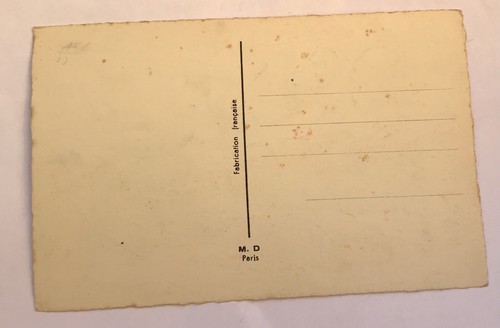 Fabrication française
M. D
Paris